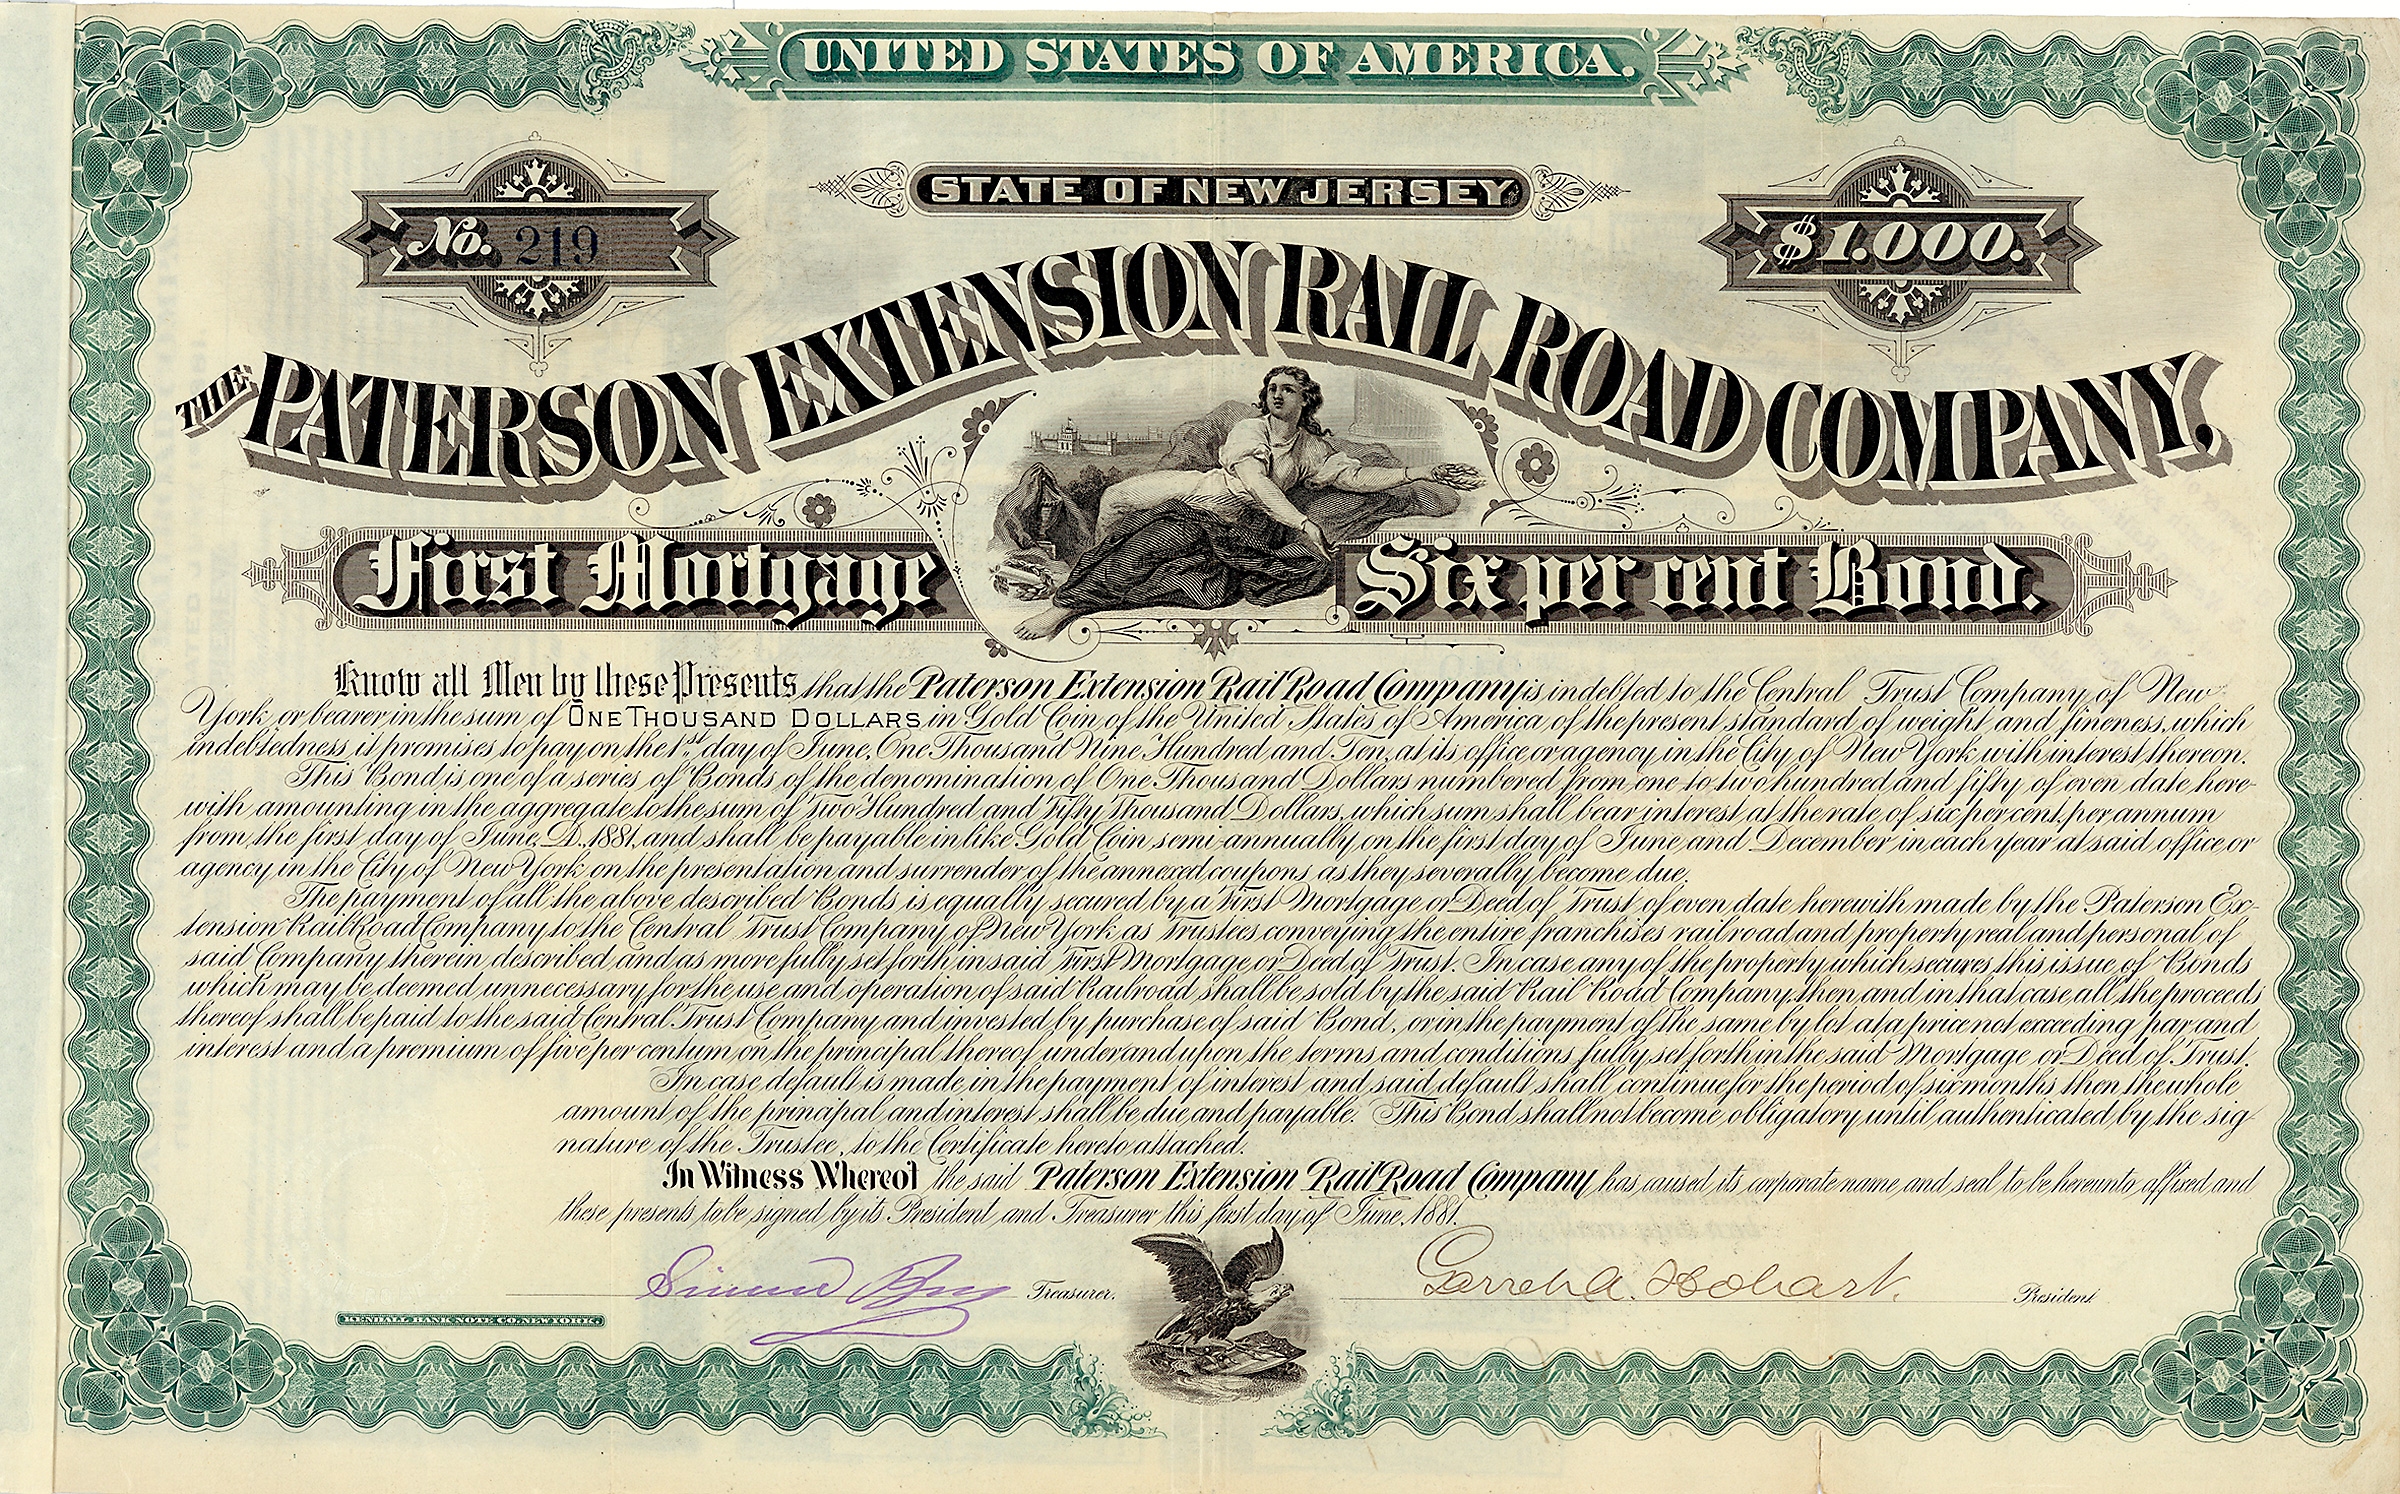 UNITED STATES OF AMERICA.
STATE OF NEW JERSEY
No. 219
$1.000.
THE PATERSON EXTENSION RAIL ROAD COMPANY,
First Mortgage Six per cent Bond.
Know all Men by these Presents that the Paterson Extension Rail Road Company is indebted to the Central Trust Company of New
York, or bearer in the sum of ONE THOUSAND DOLLARS in Gold Coin of the United States of America of the present standard of weight and fineness, which
indebtedness it promises to pay on the 1st day of June, One Thousand Nine Hundred and Ten, at its office or agency in the City of New York with interest thereon.
This Bond is one of a series of Bonds of the denomination of One Thousand Dollars numbered from one to two hundred and fifty of even date here-
with amounting in the aggregate to the sum of Two Hundred and Fifty Thousand Dollars, which sum shall bear interest at the rate of six per cent. per annum
from the first day of June, D., 1881, and shall be payable in like Gold Coin semi-annually on the first day of June and December in each year at said office or
agency in the City of New York on the presentation and surrender of the annexed coupons as they severally become due.
The payment of all the above described Bonds is equally secured by a First Mortgage or Deed of Trust of even date herewith made by the Paterson Ex-
tension Rail Road Company to the Central Trust Company of New York as Trustees conveying the entire franchises railroad and property real and personal of
said Company therein described and as more fully set forth in said First Mortgage or Deed of Trust. In case any of the property which secures this issue of Bonds
which may be deemed unnecessary for the use and operation of said Railroad shall be sold by the said Rail Road Company, then and in that case all the proceeds
thereof shall be paid to the said Central Trust Company and invested by purchase of said Bond, or in the payment of the same by lot at a price not exceeding par and
interest and a premium of five per centum on the principal thereof under and upon the terms and conditions fully set forth in the said Mortgage or Deed of Trust.
In case default is made in the payment of interest and said default shall continue for the period of six months then the whole
amount of the principal and interest shall be due and payable. This Bond shall not become obligatory until authenticated by the sig
nature of the Trustee, to the Certificate hereto attached.
In Witness Whereof the said Paterson Extension Rail Road Company has caused its corporate name and seal to be hereunto affixed and
these presents to be signed by its President and Treasurer this first day of June, 1881.
Treasurer.
Garret A. Hobart. President
KENDALL BANK NOTE CO. NEW YORK.